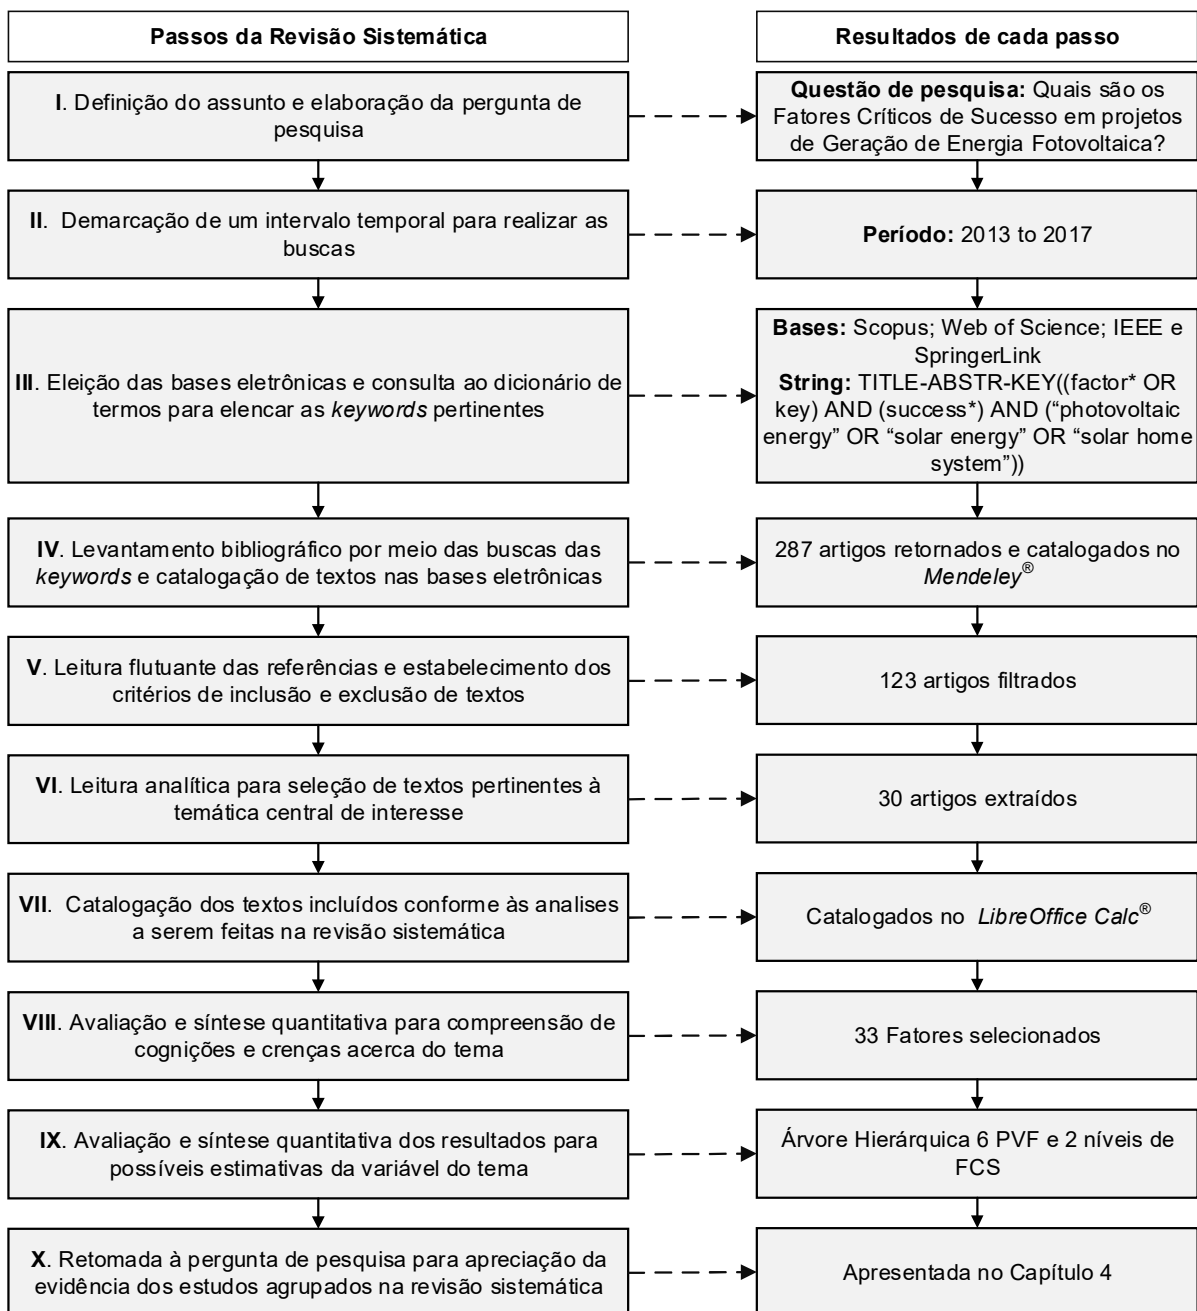 Passos da Revisão Sistemática
Resultados de cada passo
I. Definição do assunto e elaboração da pergunta de
pesquisa
Questão de pesquisa: Quais são os
Fatores Críticos de Sucesso em projetos
de Geração de Energia Fotovoltaica?
II. Demarcação de um intervalo temporal para realizar as
buscas
Período: 2013 to 2017
III. Eleição das bases eletrônicas e consulta ao dicionário de
termos para elencar as keywords pertinentes
Bases: Scopus; Web of Science; IEEE e
SpringerLink
String: TITLE-ABSTR-KEY((factor* OR
key) AND (success*) AND (“photovoltaic
energy” OR “solar energy” OR “solar home
system”))
IV. Levantamento bibliográfico por meio das buscas das
keywords e catalogação de textos nas bases eletrônicas
287 artigos retornados e catalogados no
Mendeley®
V. Leitura flutuante das referências e estabelecimento dos
critérios de inclusão e exclusão de textos
123 artigos filtrados
VI. Leitura analítica para seleção de textos pertinentes à
temática central de interesse
30 artigos extraídos
VII. Catalogação dos textos incluídos conforme às analises
a serem feitas na revisão sistemática
Catalogados no LibreOffice Calc®
VIII. Avaliação e síntese quantitativa para compreensão de
cognições e crenças acerca do tema
33 Fatores selecionados
IX. Avaliação e síntese quantitativa dos resultados para
possíveis estimativas da variável do tema
Árvore Hierárquica 6 PVF e 2 níveis de
FCS
X. Retomada à pergunta de pesquisa para apreciação da
evidência dos estudos agrupados na revisão sistemática
Apresentada no Capítulo 4